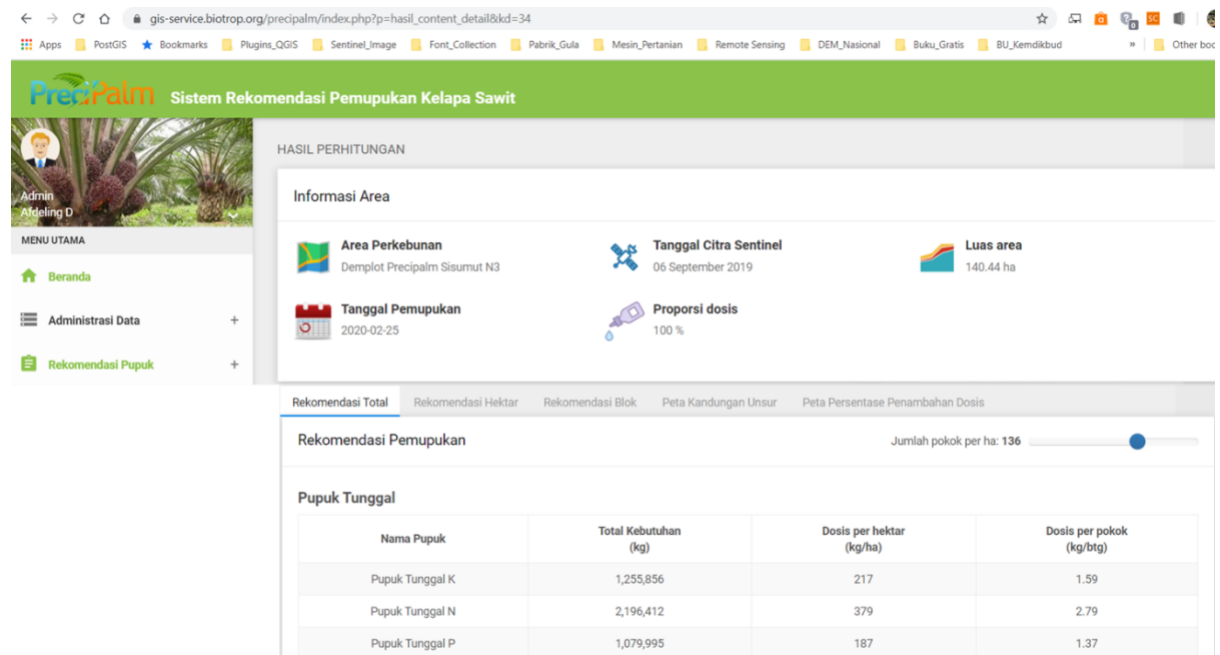 gis-service.biotrop.org/precipalm/index.php?p=hasil_content_detail&kd=34
Apps PostGIS Bookmarks Plugins_QGIS Sentinel_Image Font_Collection Pabrik_Gula Mesin_Pertanian Remote Sensing DEM_Nasional Buku_Gratis BU_Kemdikbud » Other boo
PreciPalm Sistem Rekomendasi Pemupukan Kelapa Sawit
Admin
Afdeling D
MENU UTAMA
Beranda
Administrasi Data +
Rekomendasi Pupuk +
HASIL PERHITUNGAN
Informasi Area
Area Perkebunan Tanggal Citra Sentinel Luas area
Demplot Precipalm Sisumut N3 06 September 2019 140.44 ha
Tanggal Pemupukan Proporsi dosis
2020-02-25 100 %
Rekomendasi Total Rekomendasi Hektar Rekomendasi Blok Peta Kandungan Unsur Peta Persentase Penambahan Dosis
Rekomendasi Pemupukan Jumlah pokok per ha: 136
Pupuk Tunggal
Nama Pupuk Total Kebutuhan (kg) Dosis per hektar (kg/ha) Dosis per pokok (kg/btg)
Pupuk Tunggal K 1,255,856 217 1.59
Pupuk Tunggal N 2,196,412 379 2.79
Pupuk Tunggal P 1,079,995 187 1.37